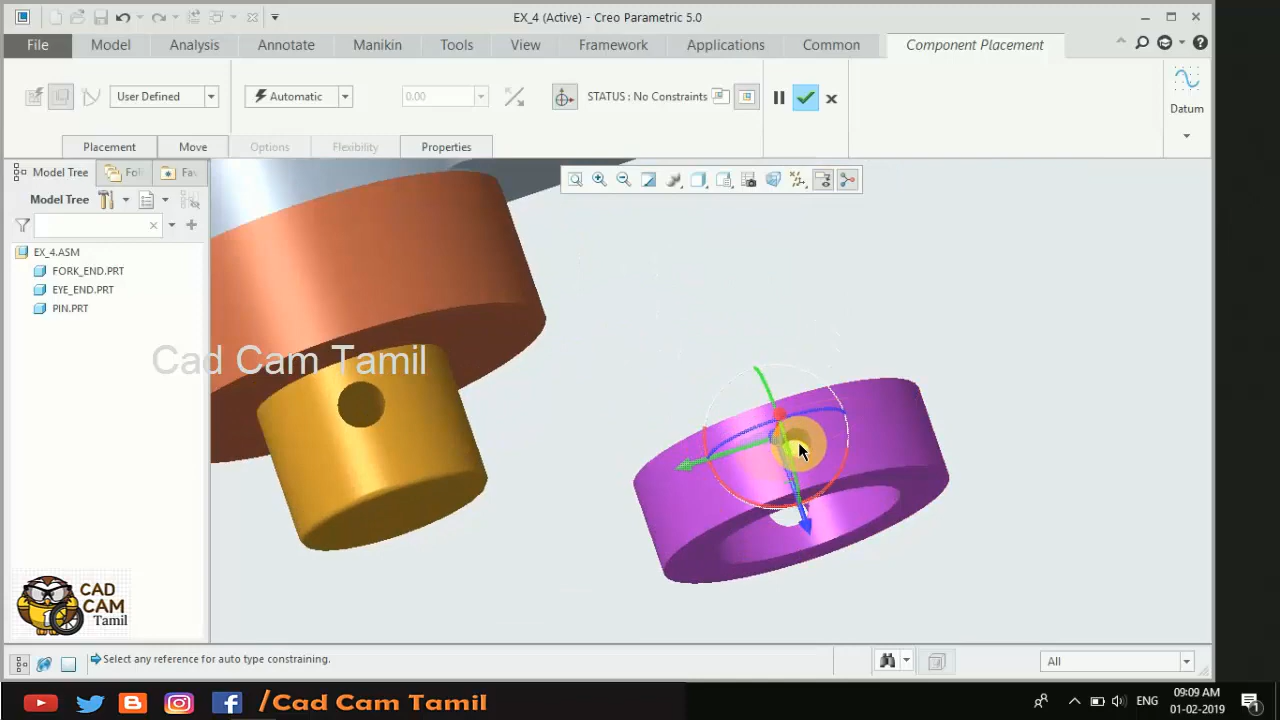 EX_4 (Active) - Creo Parametric 5.0
File Model Analysis Annotate Manikin Tools View Framework Applications Common Component Placement
User Defined Automatic 0.00 STATUS : No Constraints Datum
Placement Move Options Flexibility Properties
Model Tree Fol Fav
Model Tree
EX_4.ASM
FORK_END.PRT
EYE_END.PRT
PIN.PRT
Cad Cam Tamil
CAD
CAM
Tamil
Select any reference for auto type constraining.
All
/Cad Cam Tamil
ENG
09:09 AM
01-02-2019